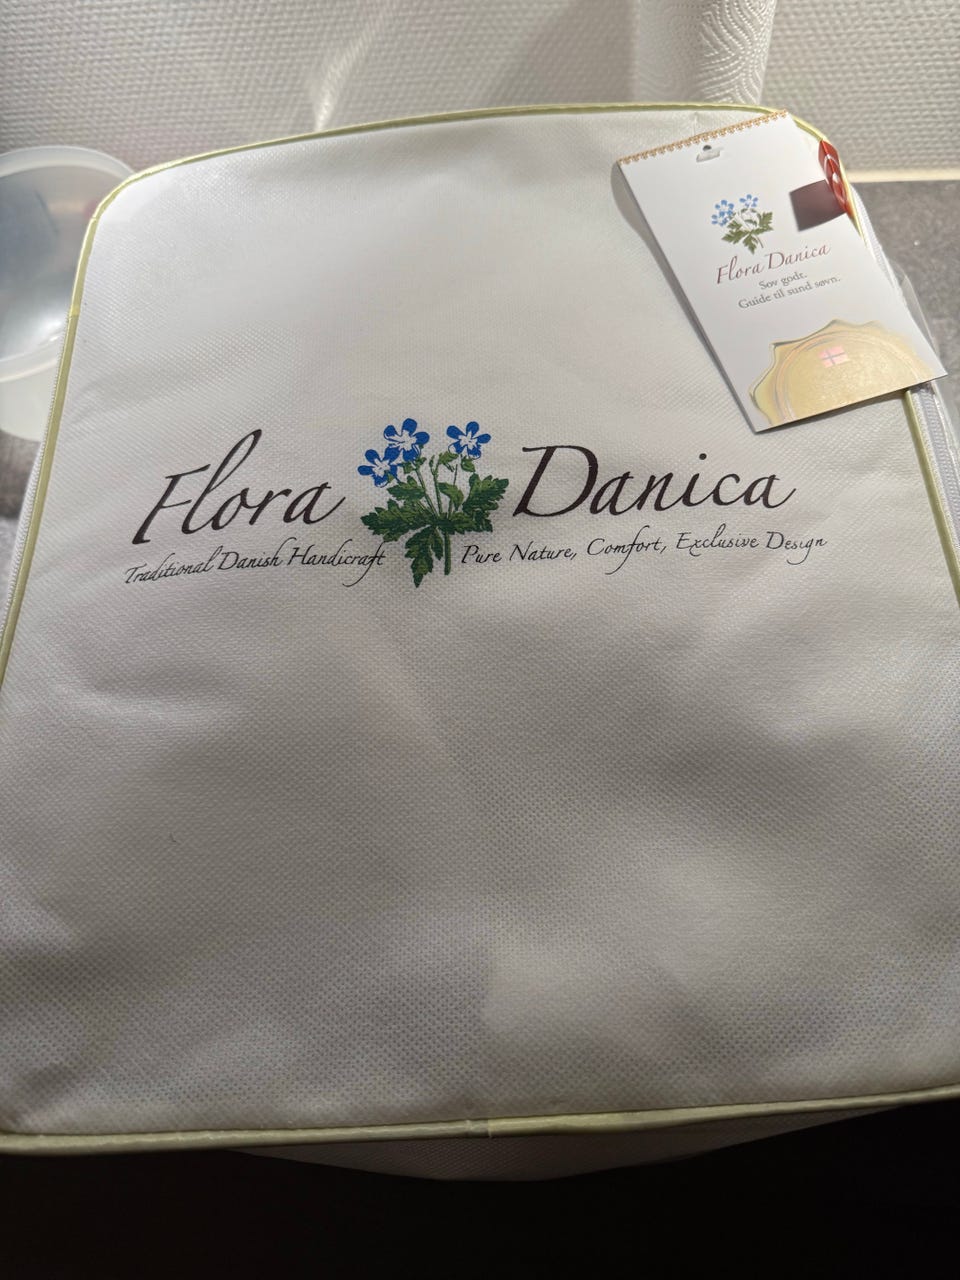 Flora Danica
Sov godt.
Guide til sund søvn.
Flora Danica
Traditional Danish Handicraft Pure Nature, Comfort, Exclusive Design